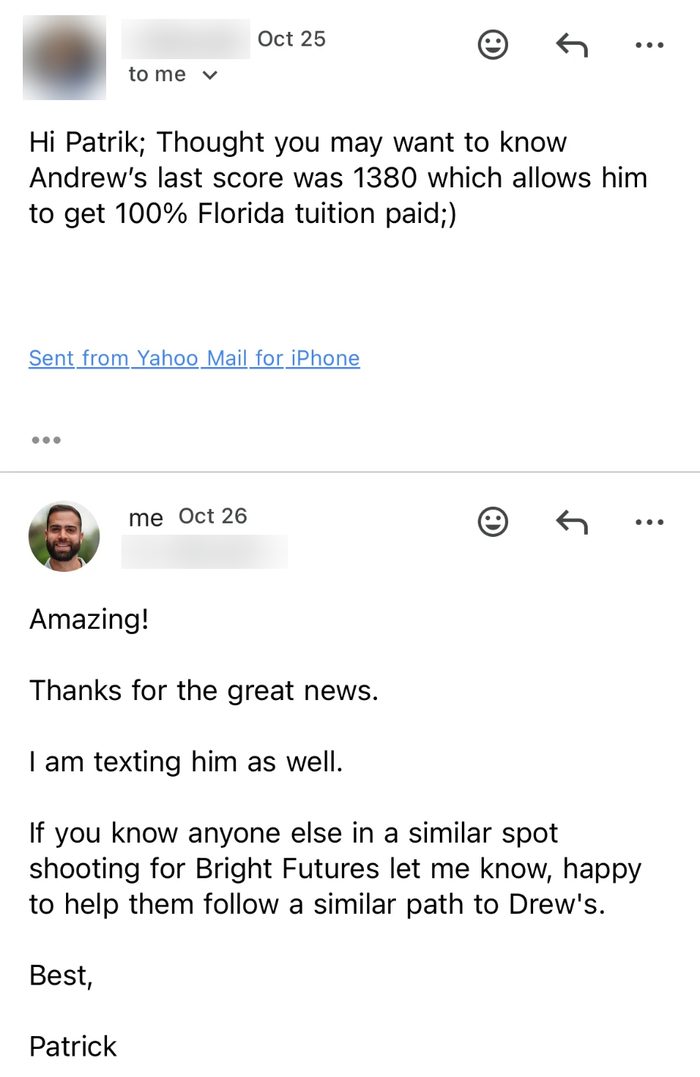 Oct 25
to me
Hi Patrik; Thought you may want to know
Andrew’s last score was 1380 which allows him
to get 100% Florida tuition paid;)
Sent from Yahoo Mail for iPhone
me Oct 26
Amazing!
Thanks for the great news.
I am texting him as well.
If you know anyone else in a similar spot
shooting for Bright Futures let me know, happy
to help them follow a similar path to Drew's.
Best,
Patrick